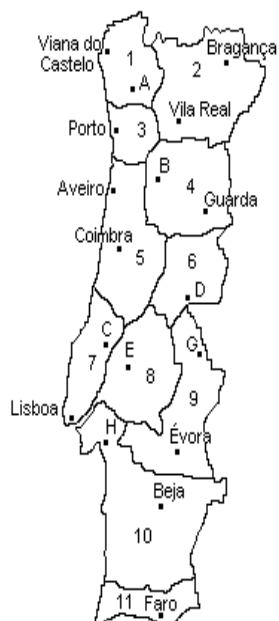 Viana do
Castelo
1
A
2
Bragança
Vila Real
Porto
3
B
4
Aveiro
Guarda
Coimbra
5
6
D
C
7
E
8
G
9
Lisboa
H
Évora
Beja
10
11
Faro